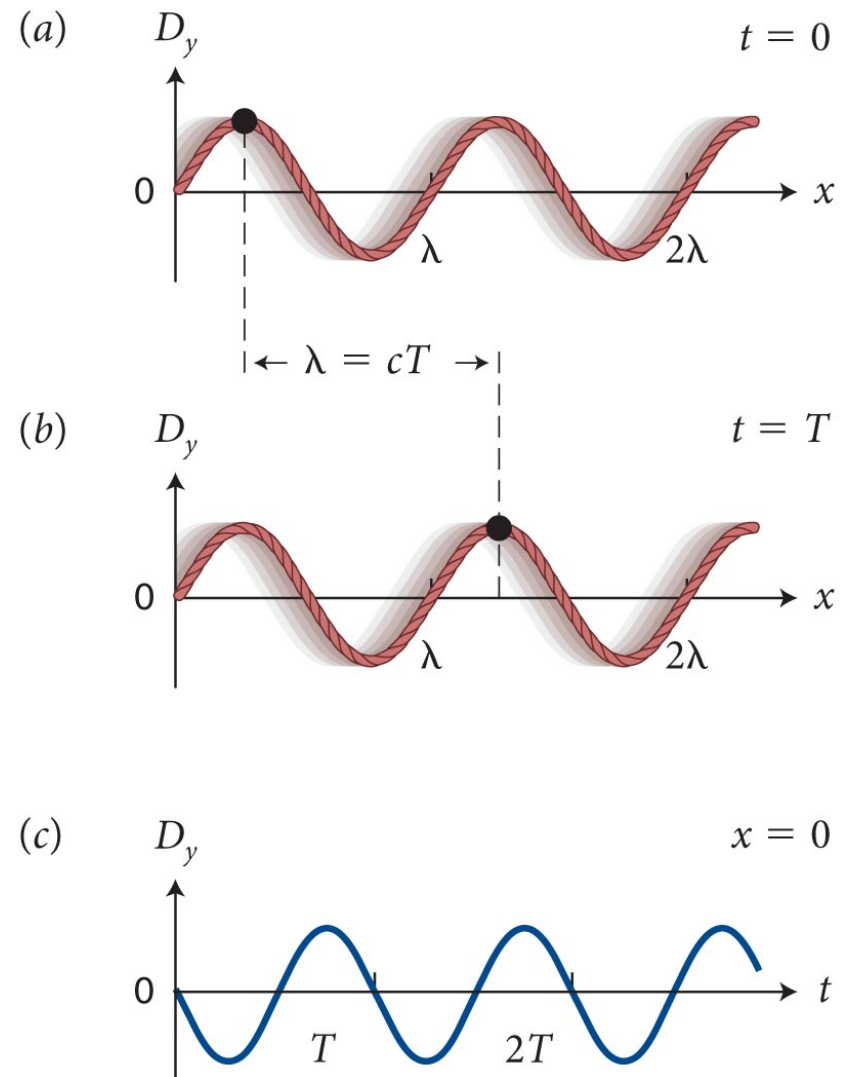 (a) D_y t = 0
0 x
λ 2λ
← λ = cT →
(b) D_y t = T
0 x
λ 2λ
(c) D_y x = 0
0 t
T 2T